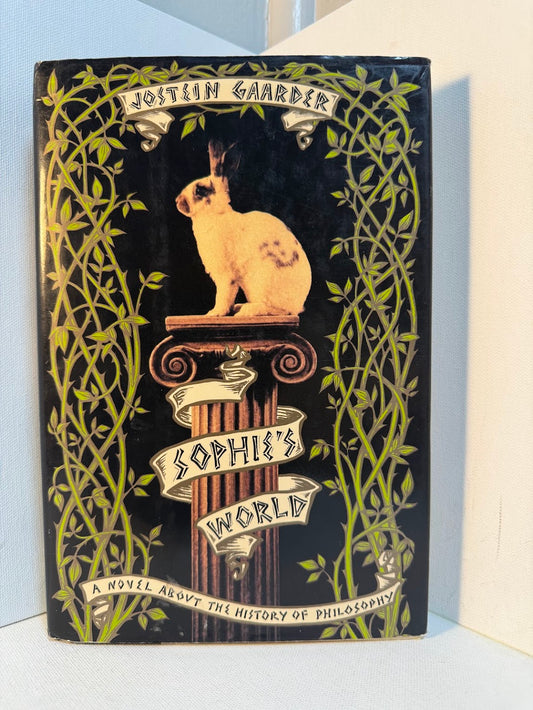 JOSTEIN GAARDER
SOPHIE'S
WORLD
A NOVEL ABOUT THE HISTORY OF PHILOSOPHY